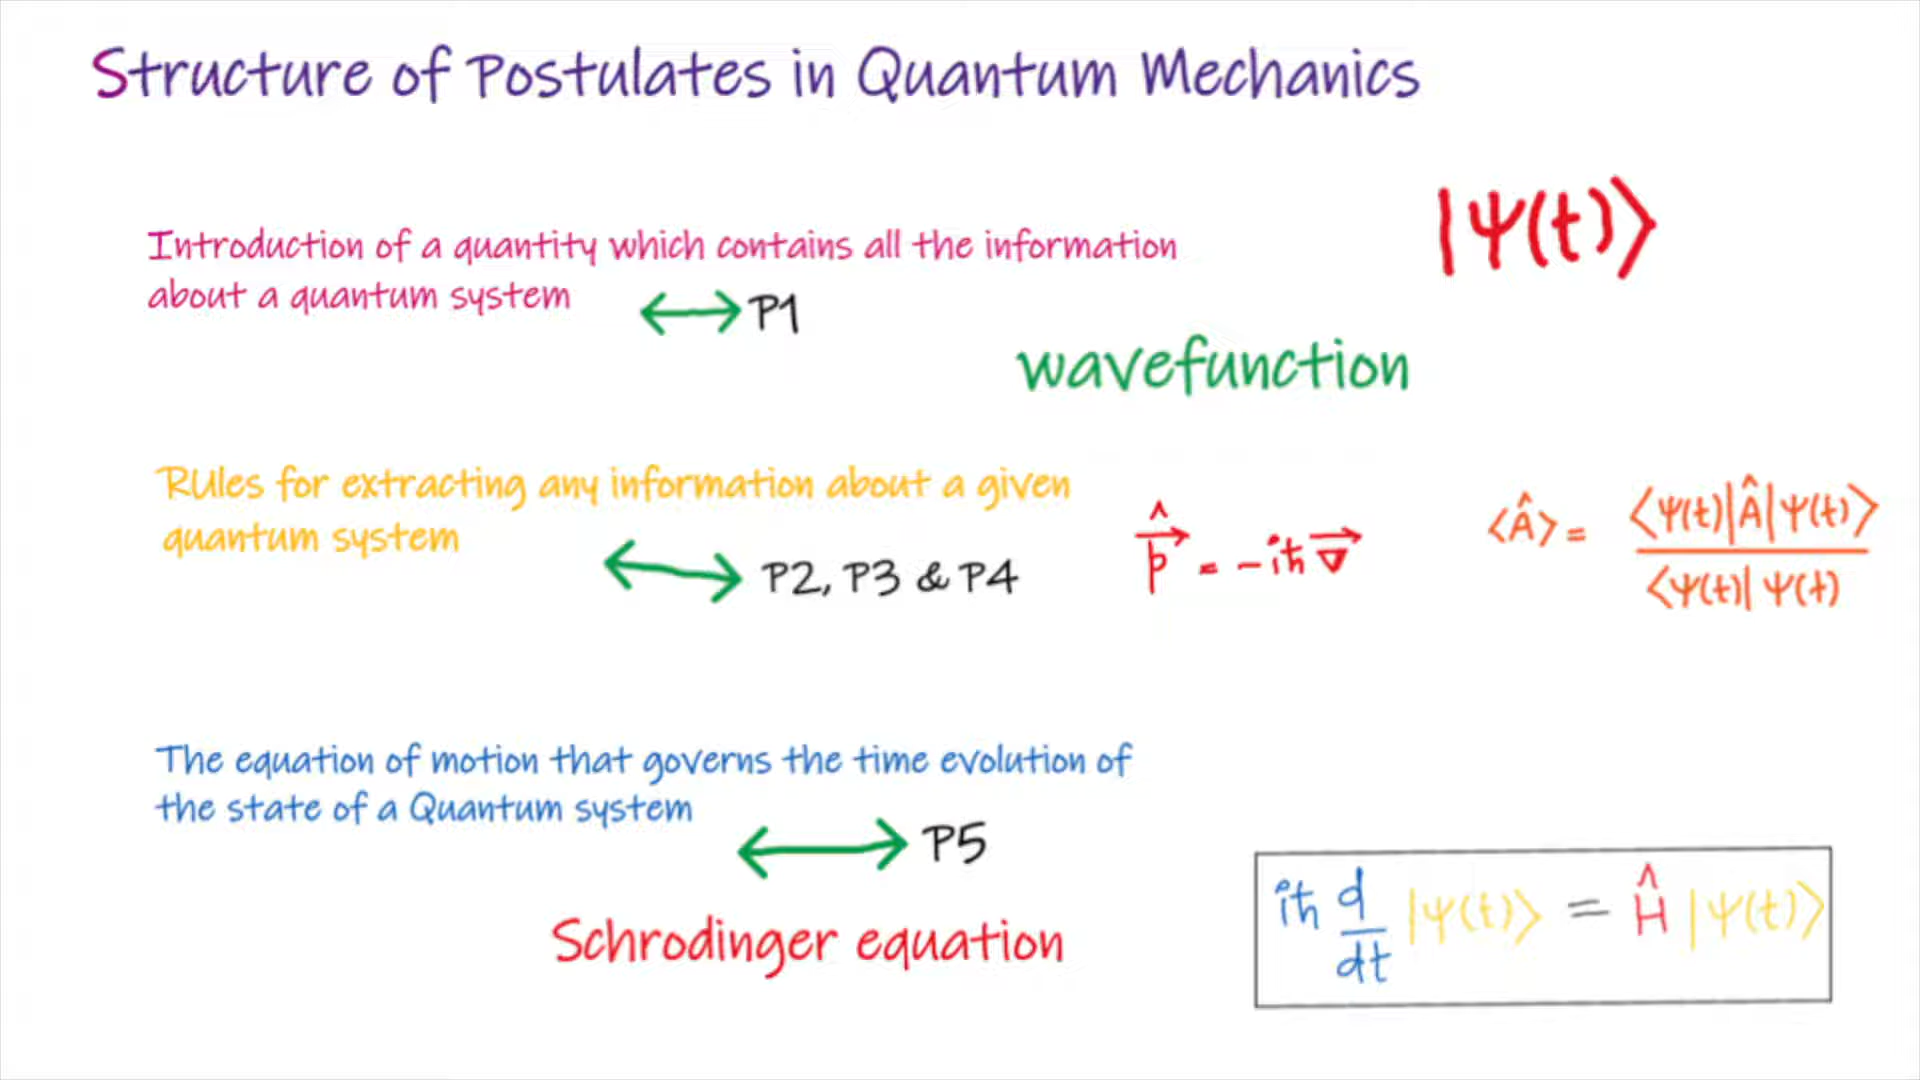 Structure of Postulates in Quantum Mechanics
|ψ(t)⟩
Introduction of a quantity which contains all the information
about a quantum system
P1
wavefunction
RUles for extracting any information about a given
quantum system
P2, P3 & P4
p̂⃗ = -iħ∇⃗
⟨Â⟩ = ⟨ψ(t)|Â|ψ(t)⟩
⟨ψ(t)|ψ(t)
The equation of motion that governs the time evolution of
the state of a Quantum system
P5
Schrodinger equation
iħ d/dt |ψ(t)⟩ = Ĥ |ψ(t)⟩